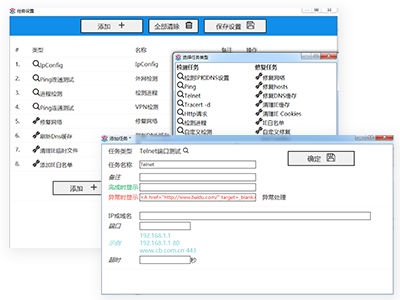 任务设置
添加 全部清除 保存设置
# 类型 名称 备注 操作
1. IpConfig IpConfig
2. Ping连通测试 外网检测
3. 进程检测 检测进程
4. Ping连通测试 VPN检测
5. 修复网络 修复网络
6. 刷新Dns缓存
7. 清理IE临时文件
8. 添加IE白名单
添加
选择任务类型
检测任务 修复任务
检测IP和DNS设置 修复网络
Ping 修复hosts
Telnet 清理DNS缓存
Tracert -d 清理IE缓存
Http请求 清理IE Cookies
检测进程 IE白名单
自定义检测 自定义修复
添加任务
任务类型 Telnet端口测试 确定
任务名称 Telnet
备注
完成时显示
异常时显示 <A href="http://www.baidu.com/" target=_blank 异常处理
IP或域名
端口
示例 192.168.1.1
192.168.1.1 80
www.cb.com.cn 443
超时 秒